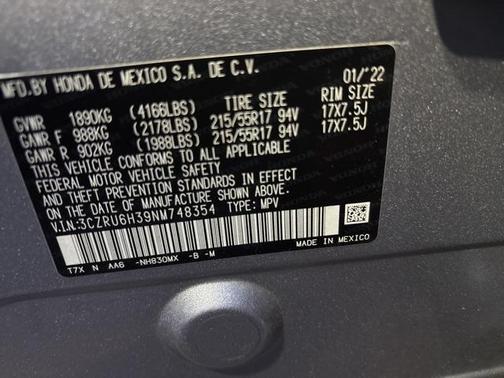 MFD.BY HONDA DE MEXICO S.A. DE C.V.
01/'22
GVWR 1890KG (4166LBS) TIRE SIZE RIM SIZE
GAWR F 988KG (2178LBS) 215/55R17 94V 17X7.5J
GAWR R 902KG (1988LBS) 215/55R17 94V 17X7.5J
THIS VEHICLE CONFORMS TO ALL APPLICABLE
FEDERAL MOTOR VEHICLE SAFETY
AND THEFT PREVENTION STANDARDS IN EFFECT
ON THE DATE OF MANUFACTURE SHOWN ABOVE.
V.I.N:3CZRU6H39NM748354 TYPE: MPV
MADE IN MEXICO
T7X N AA6 -NH830MX -B -M